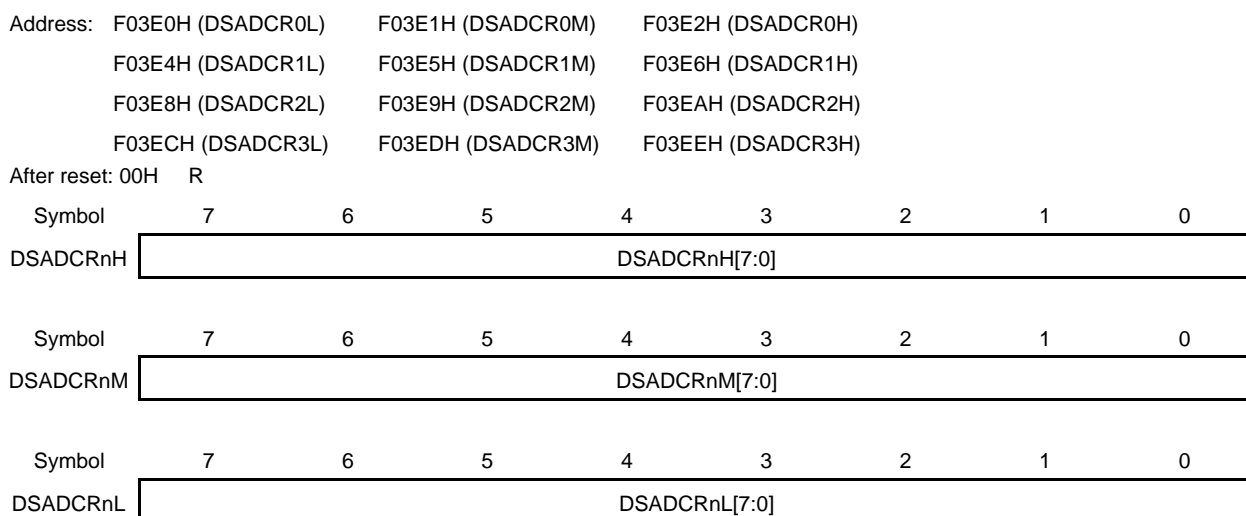 Address: F03E0H (DSADCR0L) F03E1H (DSADCR0M) F03E2H (DSADCR0H)
F03E4H (DSADCR1L) F03E5H (DSADCR1M) F03E6H (DSADCR1H)
F03E8H (DSADCR2L) F03E9H (DSADCR2M) F03EAH (DSADCR2H)
F03ECH (DSADCR3L) F03EDH (DSADCR3M) F03EEH (DSADCR3H)
After reset: 00H R
Symbol 7 6 5 4 3 2 1 0
DSADCRnH DSADCRnH[7:0]
Symbol 7 6 5 4 3 2 1 0
DSADCRnM DSADCRnM[7:0]
Symbol 7 6 5 4 3 2 1 0
DSADCRnL DSADCRnL[7:0]